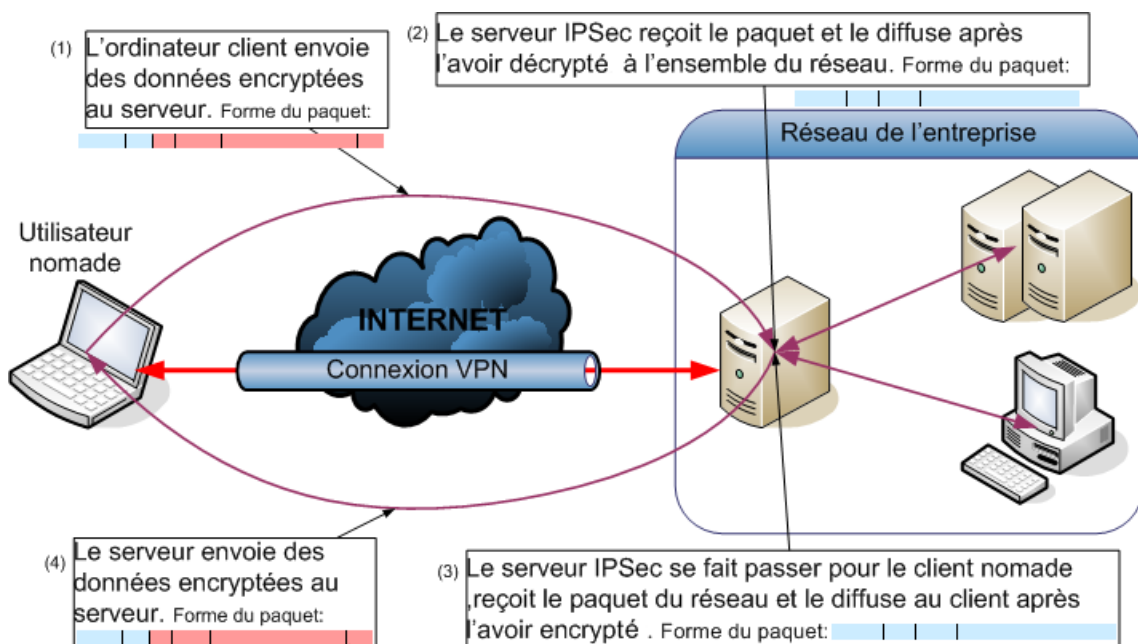 (1) L'ordinateur client envoie
des données encryptées
au serveur. Forme du paquet:
(2) Le serveur IPSec reçoit le paquet et le diffuse après
l'avoir décrypté à l'ensemble du réseau. Forme du paquet:
Réseau de l'entreprise
Utilisateur
nomade
INTERNET
Connexion VPN
(4) Le serveur envoie des
données encryptées au
serveur. Forme du paquet:
(3) Le serveur IPSec se fait passer pour le client nomade
,reçoit le paquet du réseau et le diffuse au client après
l'avoir encrypté . Forme du paquet: